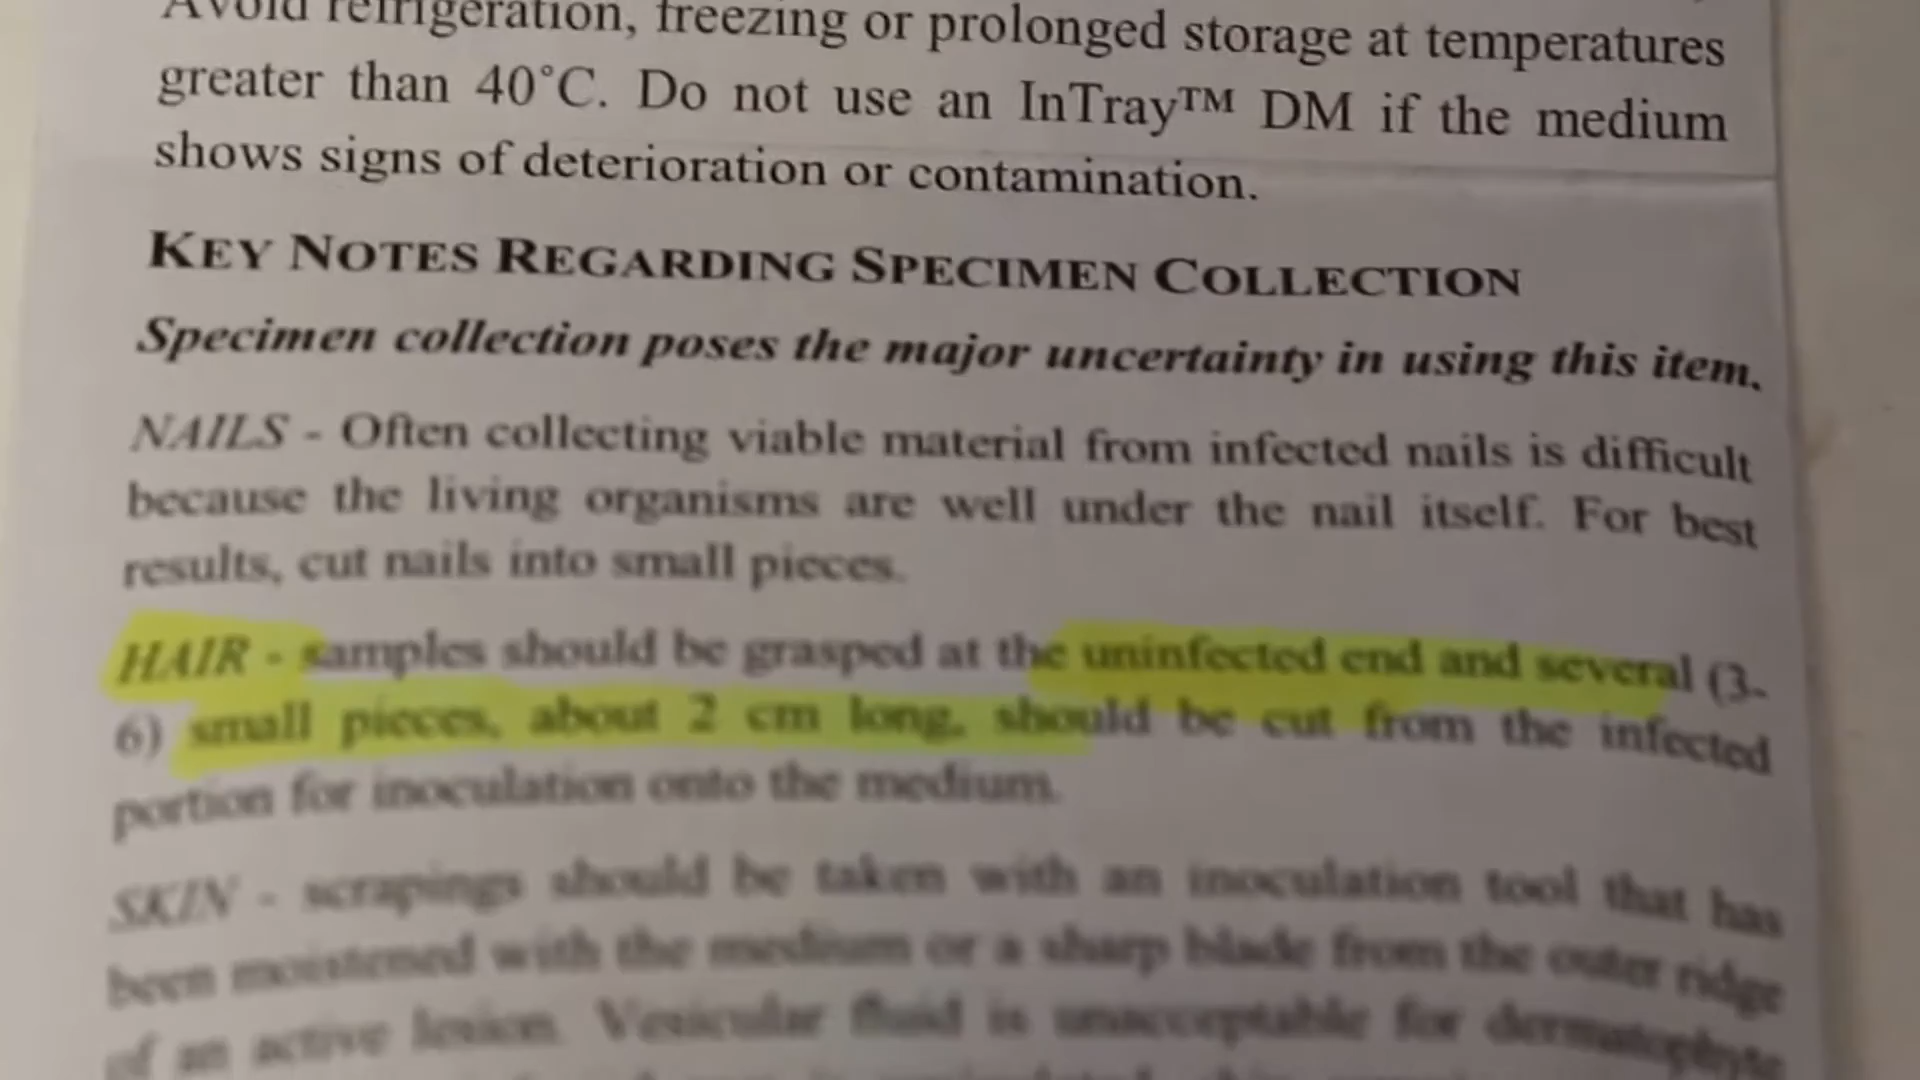 Avoid refrigeration, freezing or prolonged storage at temperatures
greater than 40°C. Do not use an InTray™ DM if the medium
shows signs of deterioration or contamination.
KEY NOTES REGARDING SPECIMEN COLLECTION
Specimen collection poses the major uncertainty in using this item.
NAILS - Often collecting viable material from infected nails is difficult
because the living organisms are well under the nail itself. For best
results, cut nails into small pieces.
HAIR - samples should be grasped at the uninfected end and several (3-
6) small pieces, about 2 cm long, should be cut from the infected
portion for inoculation onto the medium.
SKIN - scrapings should be taken with an inoculation tool that has
been moistened with the medium or a sharp blade from the outer ridge
of an active lesion. Vesicular fluid is unacceptable for dermatophyte